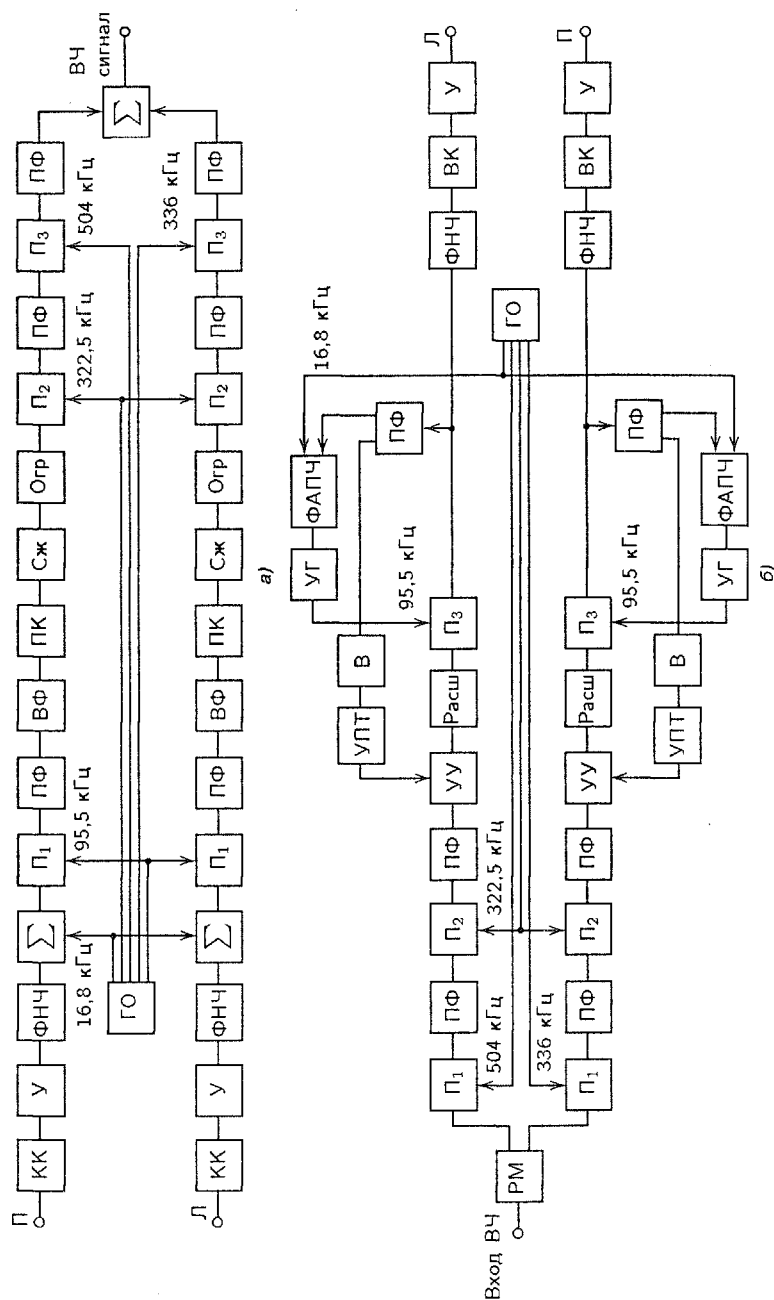 П
КК
У
ФНЧ
Σ
П₁
ПФ
ВФ
ПК
Сж
Огр
П₂
ПФ
П₃
ПФ
ВЧ
сигнал
Σ
16,8 кГц
95,5 кГц
322,5 кГц
504 кГц
336 кГц
ГО
Л
КК
У
ФНЧ
Σ
П₁
ПФ
ВФ
ПК
Сж
Огр
П₂
ПФ
П₃
ПФ
а)
Вход ВЧ
РМ
П₁
ПФ
П₂
ПФ
УУ
Расш
П₃
ФНЧ
ВК
У
Л
УПТ
В
УГ
ФАПЧ
ПФ
504 кГц
322,5 кГц
95,5 кГц
16,8 кГц
336 кГц
ГО
П₁
ПФ
П₂
ПФ
УУ
Расш
П₃
ФНЧ
ВК
У
П
95,5 кГц
УПТ
В
УГ
ФАПЧ
ПФ
б)